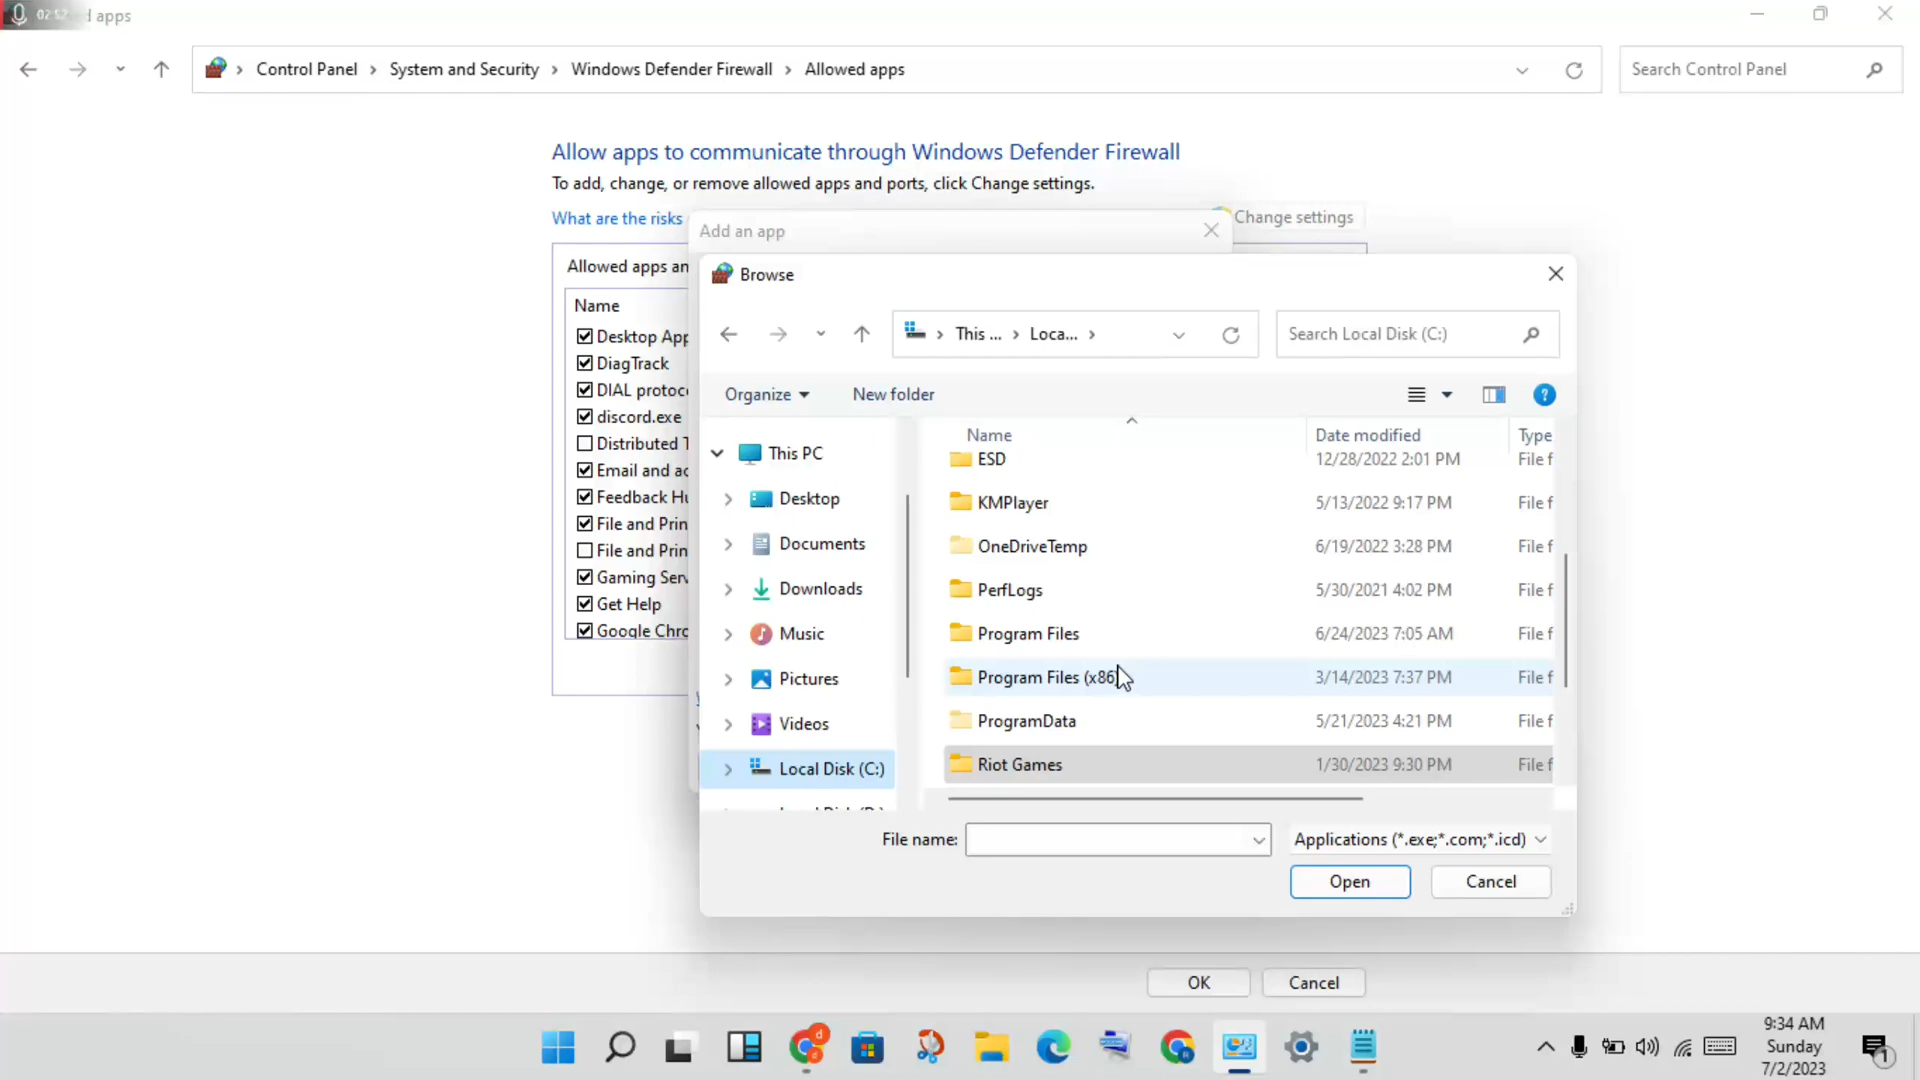 02:52 d apps
Control Panel > System and Security > Windows Defender Firewall > Allowed apps
Search Control Panel
Allow apps to communicate through Windows Defender Firewall
To add, change, or remove allowed apps and ports, click Change settings.
What are the risks
Change settings
Add an app
Allowed apps an
Browse
Name
Desktop App
DiagTrack
DIAL protoco
discord.exe
Distributed T
Email and ac
Feedback Hu
File and Prin
File and Prin
Gaming Serv
Get Help
Google Chro
This ... > Loca... >
Search Local Disk (C:)
Organize
New folder
This PC
Desktop
Documents
Downloads
Music
Pictures
Videos
Local Disk (C:)
Name Date modified Type
ESD 12/28/2022 2:01 PM File f
KMPlayer 5/13/2022 9:17 PM File f
OneDriveTemp 6/19/2022 3:28 PM File f
PerfLogs 5/30/2021 4:02 PM File f
Program Files 6/24/2023 7:05 AM File f
Program Files (x86) 3/14/2023 7:37 PM File f
ProgramData 5/21/2023 4:21 PM File f
Riot Games 1/30/2023 9:30 PM File f
File name:
Applications (*.exe;*.com;*.icd)
Open Cancel
OK Cancel
9:34 AM
Sunday
7/2/2023
1